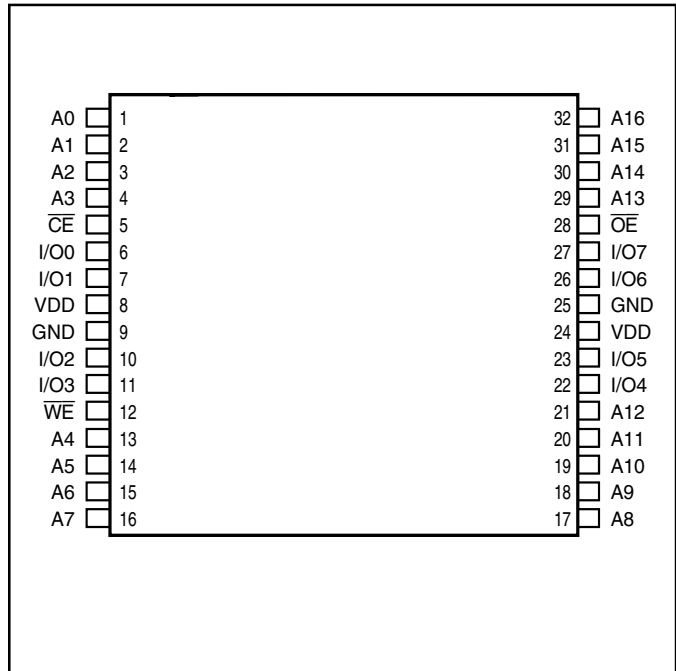 A0 1 32 A16
A1 2 31 A15
A2 3 30 A14
A3 4 29 A13
C̅E̅ 5 28 O̅E̅
I/O0 6 27 I/O7
I/O1 7 26 I/O6
VDD 8 25 GND
GND 9 24 VDD
I/O2 10 23 I/O5
I/O3 11 22 I/O4
W̅E̅ 12 21 A12
A4 13 20 A11
A5 14 19 A10
A6 15 18 A9
A7 16 17 A8